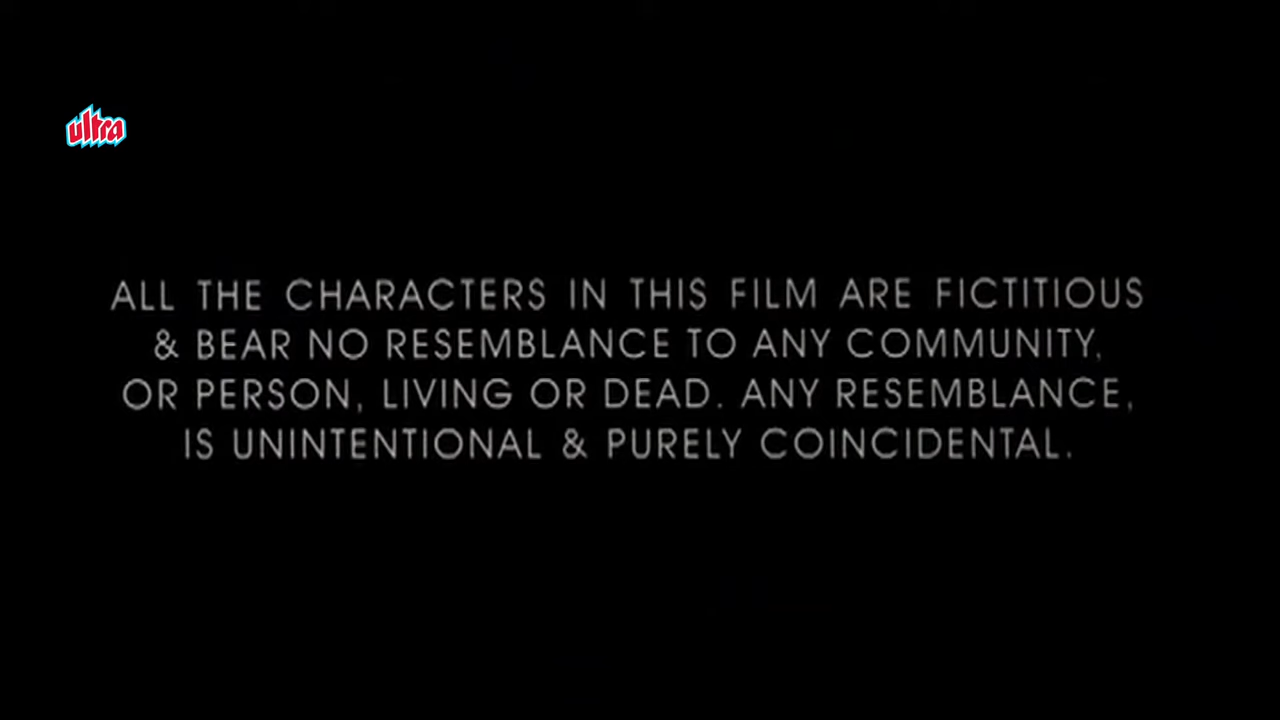 ultra
ALL THE CHARACTERS IN THIS FILM ARE FICTITIOUS
& BEAR NO RESEMBLANCE TO ANY COMMUNITY,
OR PERSON, LIVING OR DEAD. ANY RESEMBLANCE,
IS UNINTENTIONAL & PURELY COINCIDENTAL.